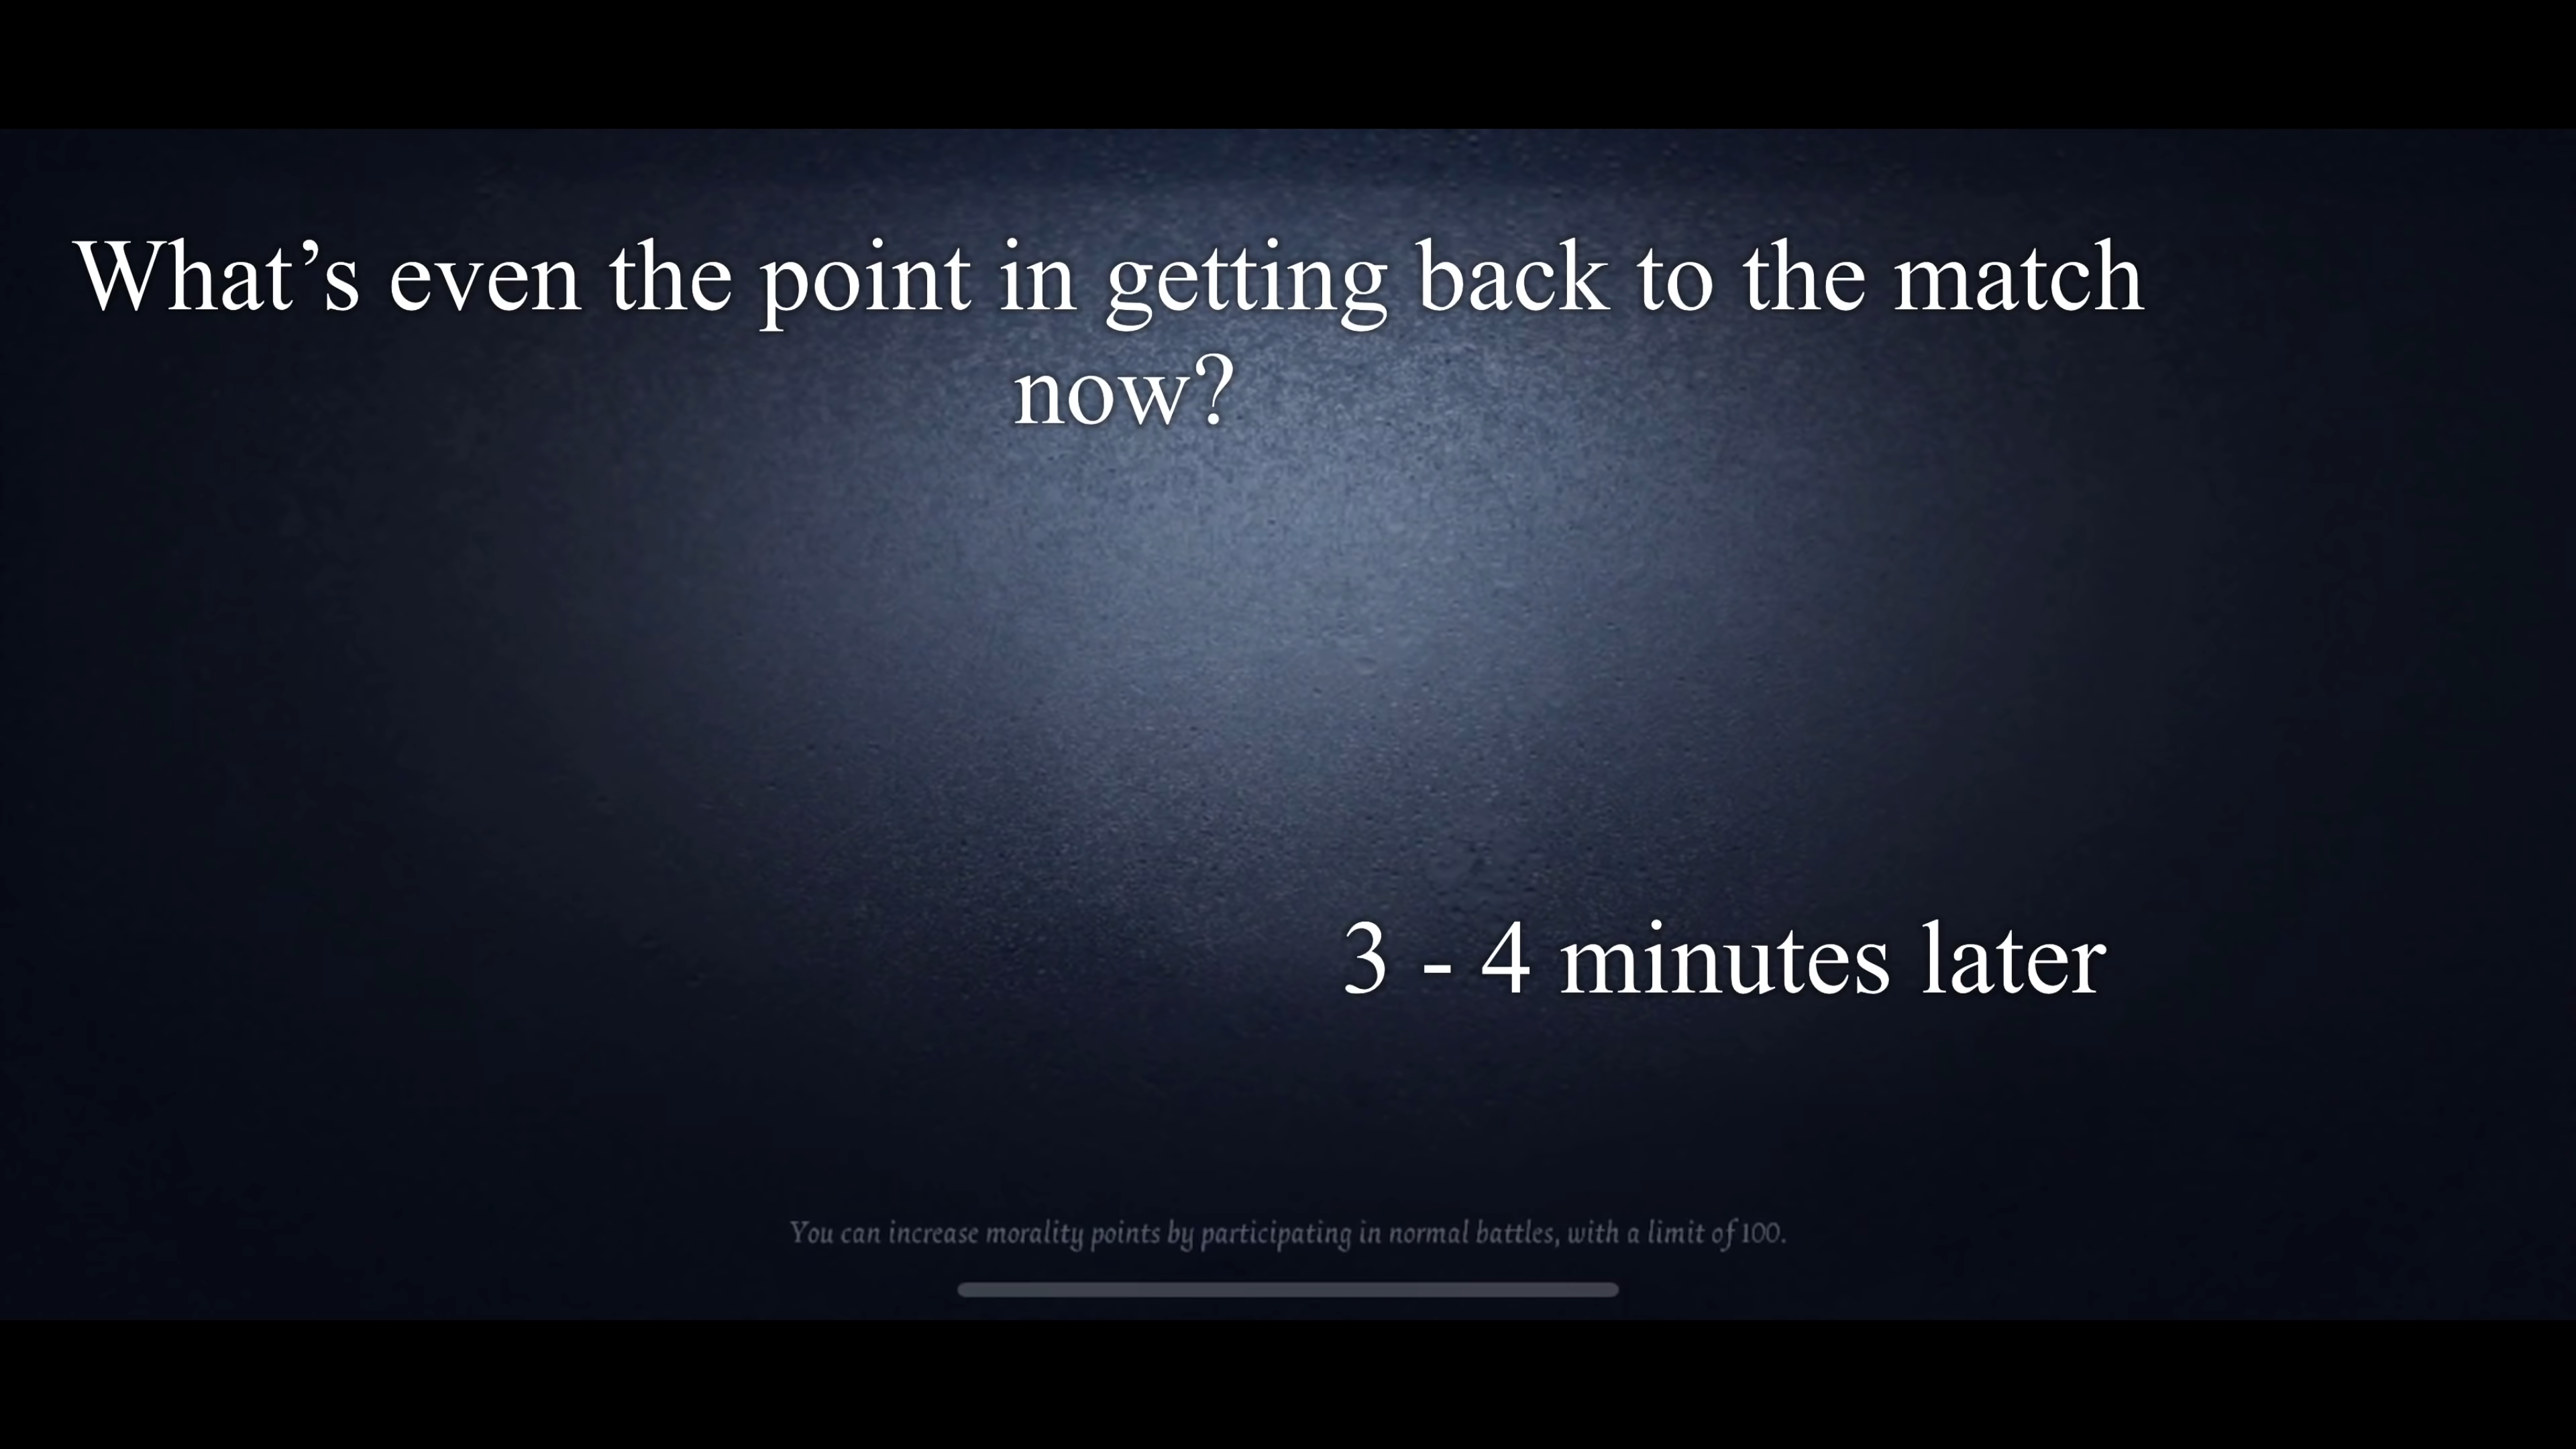 What’s even the point in getting back to the match
now?
3 - 4 minutes later
You can increase morality points by participating in normal battles, with a limit of 100.